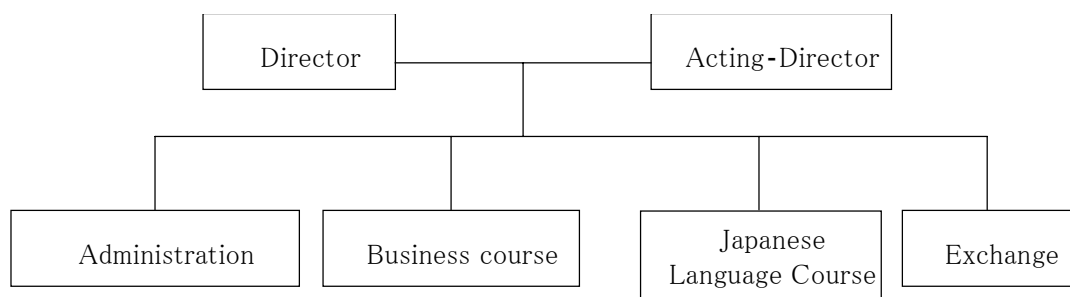 Director
Acting-Director
Administration
Business course
Japanese
Language Course
Exchange